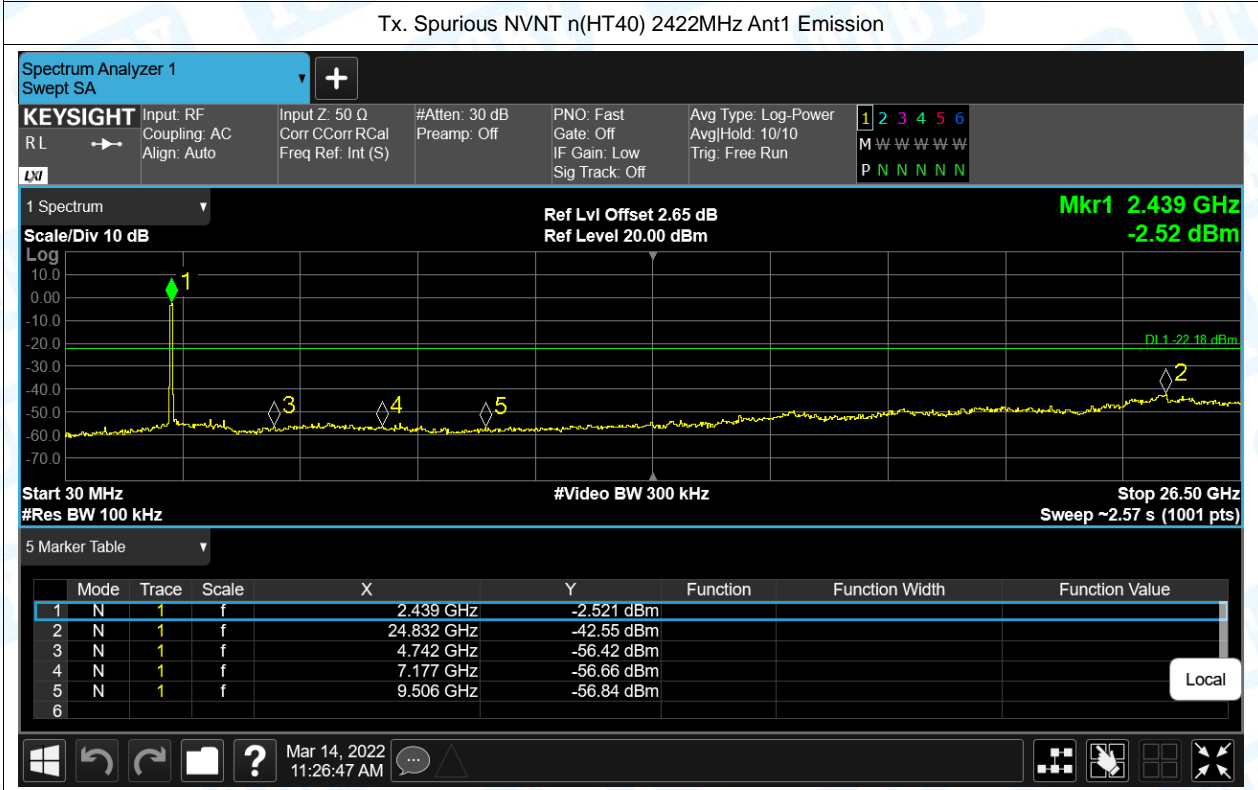 Tx. Spurious NVNT n(HT40) 2422MHz Ant1 Emission
Spectrum Analyzer 1
Swept SA
KEYSIGHT
RL
LXI
Input: RF
Coupling: AC
Align: Auto
Input Z: 50 Ω
Corr CCorr RCal
Freq Ref: Int (S)
#Atten: 30 dB
Preamp: Off
PNO: Fast
Gate: Off
IF Gain: Low
Sig Track: Off
Avg Type: Log-Power
Avg|Hold: 10/10
Trig: Free Run
1 2 3 4 5 6
M W W W W W
P N N N N N
1 Spectrum
Scale/Div 10 dB
Ref Lvl Offset 2.65 dB
Ref Level 20.00 dBm
Mkr1 2.439 GHz
-2.52 dBm
Log
10.0
0.00
-10.0
-20.0
-30.0
-40.0
-50.0
-60.0
-70.0
1
DL1 -22.18 dBm
2
3
4
5
Start 30 MHz
#Video BW 300 kHz
Stop 26.50 GHz
#Res BW 100 kHz
Sweep ~2.57 s (1001 pts)
5 Marker Table
Mode Trace Scale X Y Function Function Width Function Value
1 N 1 f 2.439 GHz -2.521 dBm
2 N 1 f 24.832 GHz -42.55 dBm
3 N 1 f 4.742 GHz -56.42 dBm
4 N 1 f 7.177 GHz -56.66 dBm
5 N 1 f 9.506 GHz -56.84 dBm
6
Local
?
Mar 14, 2022
11:26:47 AM